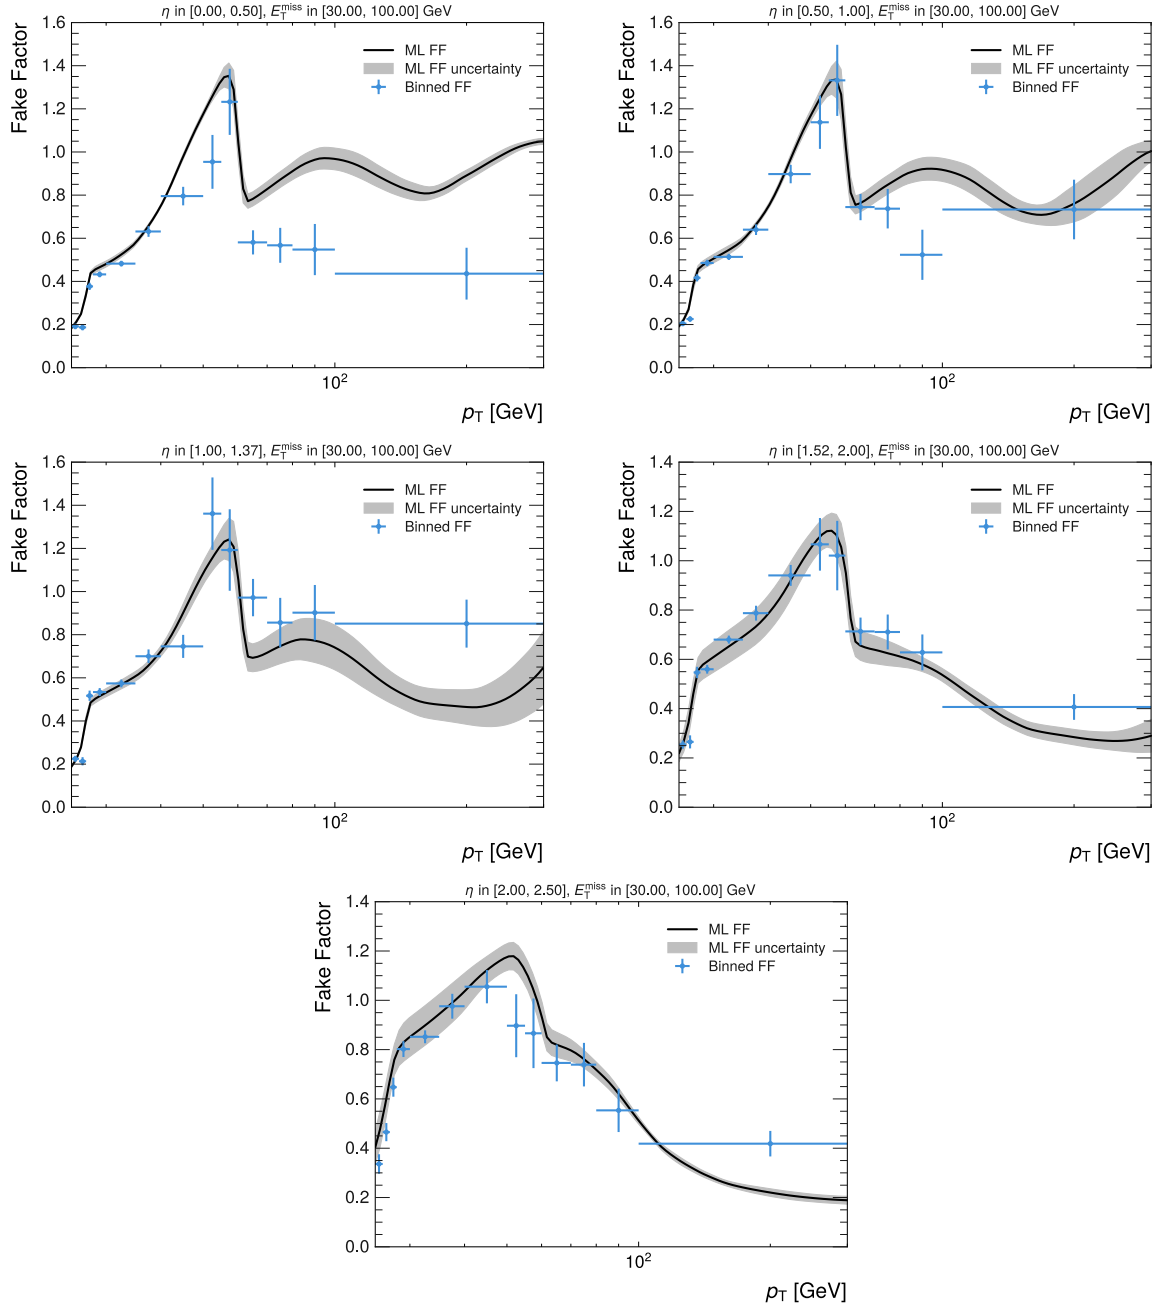 η in [0.00, 0.50], E_T^miss in [30.00, 100.00] GeV
Fake Factor
1.6
1.4
1.2
1.0
0.8
0.6
0.4
0.2
0.0
ML FF
ML FF uncertainty
Binned FF
10²
p_T [GeV]
η in [0.50, 1.00], E_T^miss in [30.00, 100.00] GeV
Fake Factor
1.6
1.4
1.2
1.0
0.8
0.6
0.4
0.2
0.0
ML FF
ML FF uncertainty
Binned FF
10²
p_T [GeV]
η in [1.00, 1.37], E_T^miss in [30.00, 100.00] GeV
Fake Factor
1.6
1.4
1.2
1.0
0.8
0.6
0.4
0.2
0.0
ML FF
ML FF uncertainty
Binned FF
10²
p_T [GeV]
η in [1.52, 2.00], E_T^miss in [30.00, 100.00] GeV
Fake Factor
1.4
1.2
1.0
0.8
0.6
0.4
0.2
0.0
ML FF
ML FF uncertainty
Binned FF
10²
p_T [GeV]
η in [2.00, 2.50], E_T^miss in [30.00, 100.00] GeV
Fake Factor
1.4
1.2
1.0
0.8
0.6
0.4
0.2
0.0
ML FF
ML FF uncertainty
Binned FF
10²
p_T [GeV]